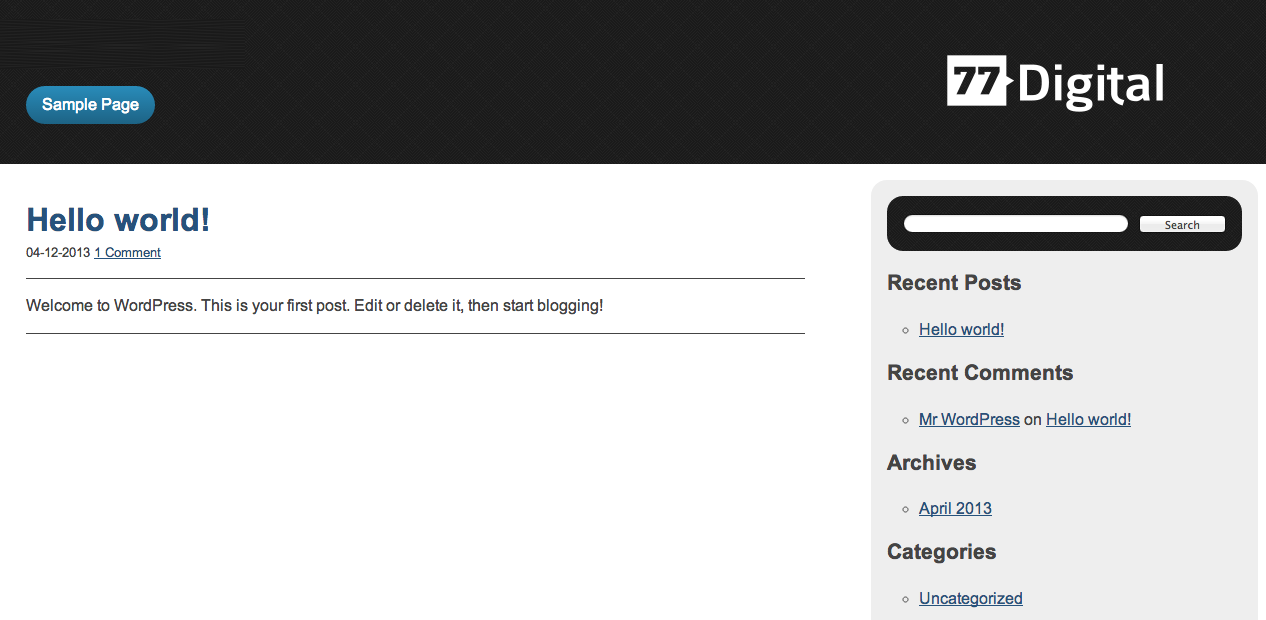 77 Digital
Sample Page
Hello world!
04-12-2013 1 Comment
Welcome to WordPress. This is your first post. Edit or delete it, then start blogging!
Search
Recent Posts
Hello world!
Recent Comments
Mr WordPress on Hello world!
Archives
April 2013
Categories
Uncategorized